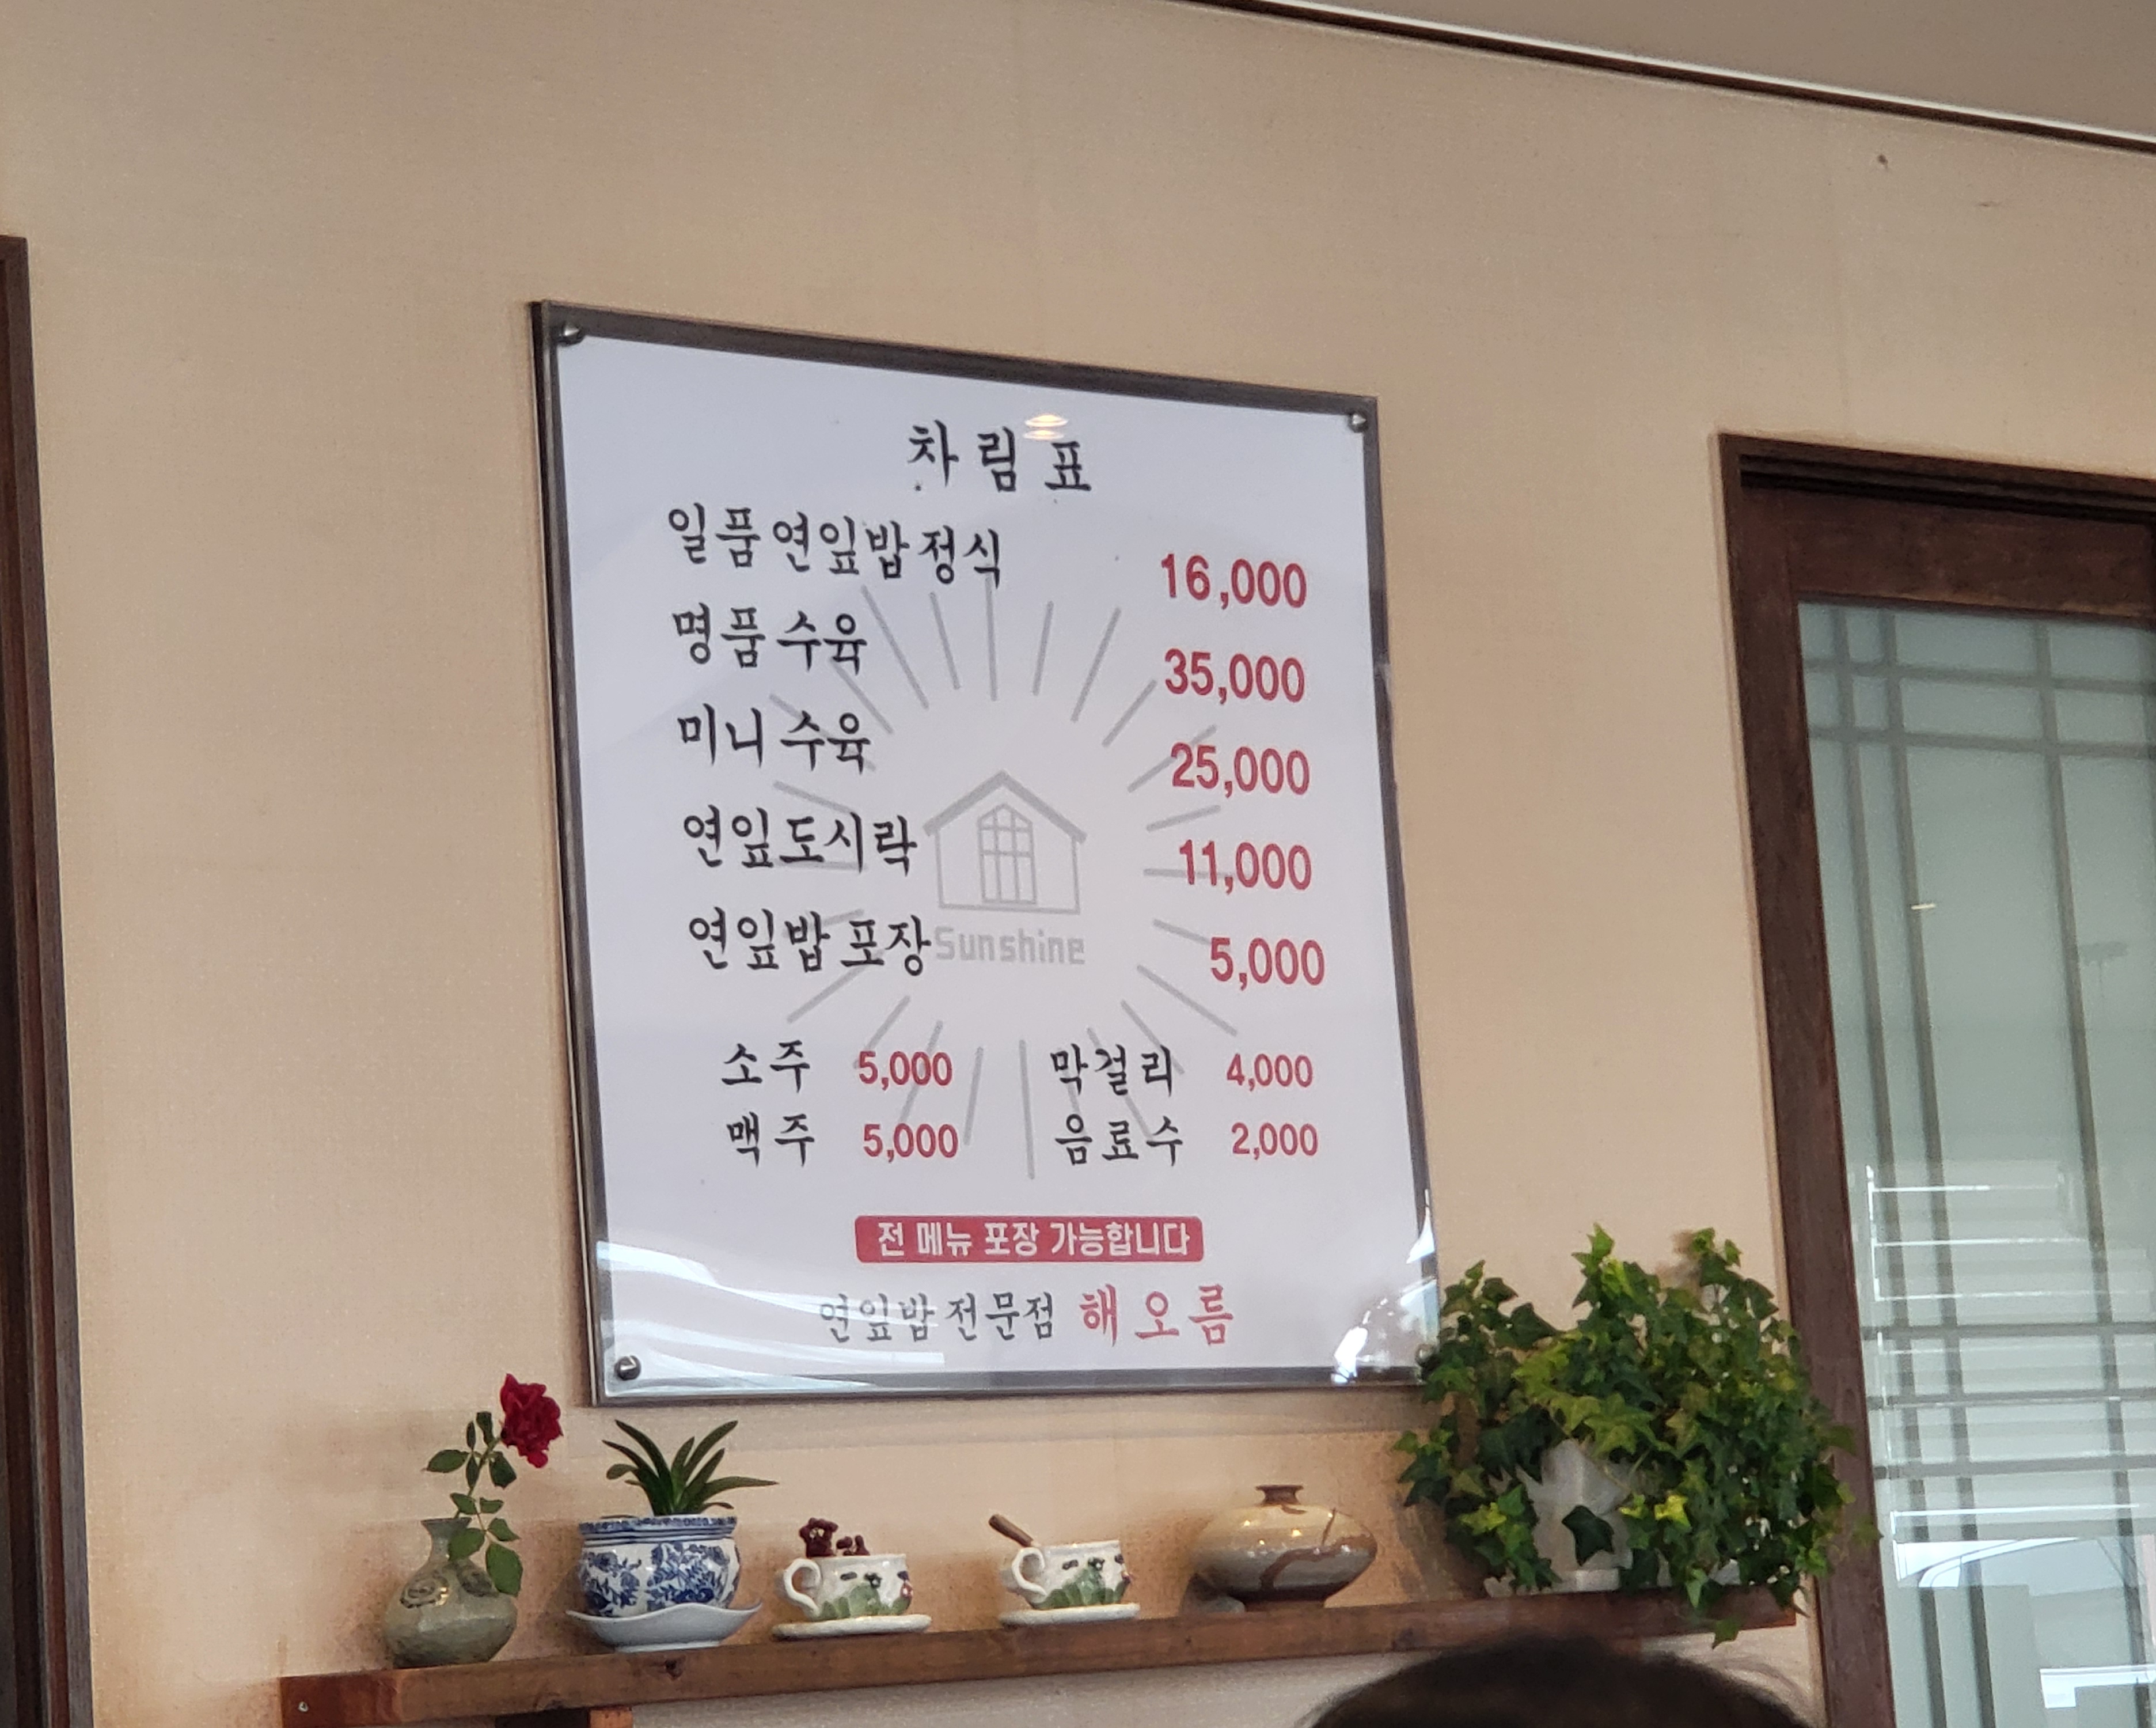 차림표
일품연잎밥정식 16,000
명품수육 35,000
미니수육 25,000
연잎도시락 11,000
연잎밥포장 5,000
Sunshine
소주 5,000 막걸리 4,000
맥주 5,000 음료수 2,000
전 메뉴 포장 가능합니다
연잎밥전문점 해오름